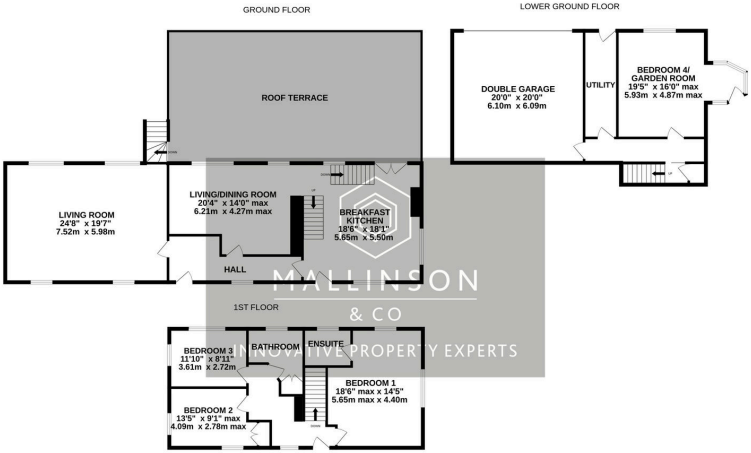 GROUND FLOOR
LOWER GROUND FLOOR
ROOF TERRACE
DOWN
LIVING ROOM
24'8" x 19'7"
7.52m x 5.98m
LIVING/DINING ROOM
20'4" x 14'0" max
6.21m x 4.27m max
UP
DOWN
BREAKFAST
KITCHEN
18'6" x 18'1"
5.65m x 5.50m
HALL
DOUBLE GARAGE
20'0" x 20'0"
6.10m x 6.09m
UTILITY
BEDROOM 4/
GARDEN ROOM
19'5" x 16'0" max
5.93m x 4.87m max
UP
MALLINSON
& CO
INNOVATIVE PROPERTY EXPERTS
1ST FLOOR
BEDROOM 3
11'10" x 8'11"
3.61m x 2.72m
BATHROOM
ENSUITE
BEDROOM 1
18'6" max x 14'5"
5.65m max x 4.40m
BEDROOM 2
13'5" x 9'1" max
4.09m x 2.78m max
DOWN